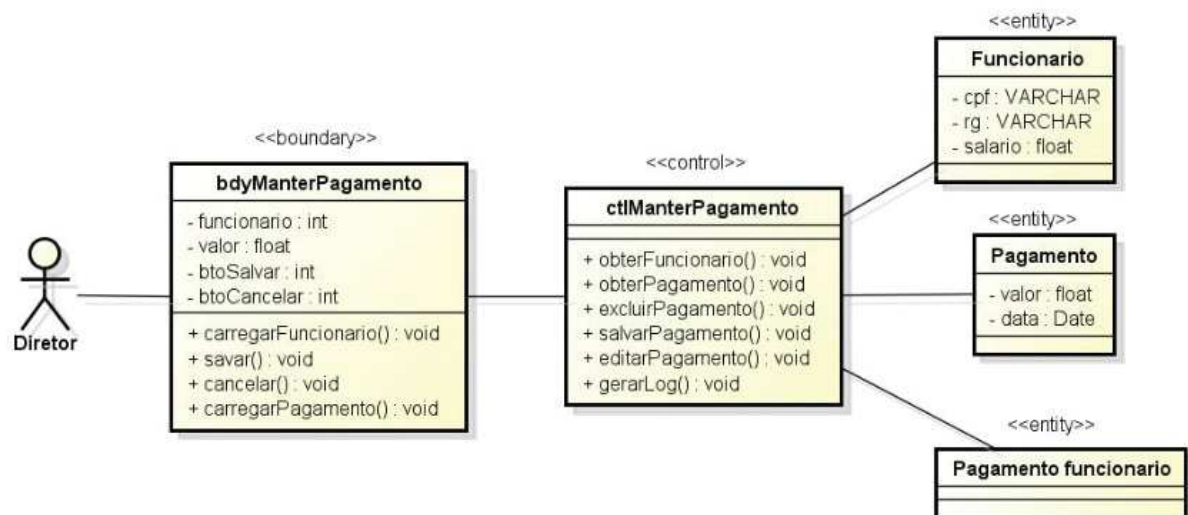 <<entity>>
Funcionario
- cpf : VARCHAR
- rg : VARCHAR
- salario : float
<<boundary>>
bdyManterPagamento
- funcionario : int
- valor : float
- btoSalvar : int
- btoCancelar : int
+ carregarFuncionario() : void
+ savar() : void
+ cancelar() : void
+ carregarPagamento() : void
<<control>>
ctlManterPagamento
+ obterFuncionario() : void
+ obterPagamento() : void
+ excluirPagamento() : void
+ salvarPagamento() : void
+ editarPagamento() : void
+ gerarLog() : void
<<entity>>
Pagamento
- valor : float
- data : Date
Diretor
<<entity>>
Pagamento funcionario